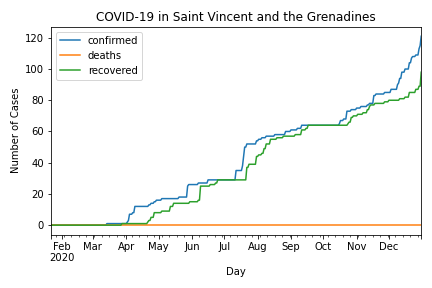 COVID-19 in Saint Vincent and the Grenadines
confirmed
deaths
recovered
Number of Cases
120
100
80
60
40
20
0
Feb Mar Apr May Jun Jul Aug Sep Oct Nov Dec
2020
Day